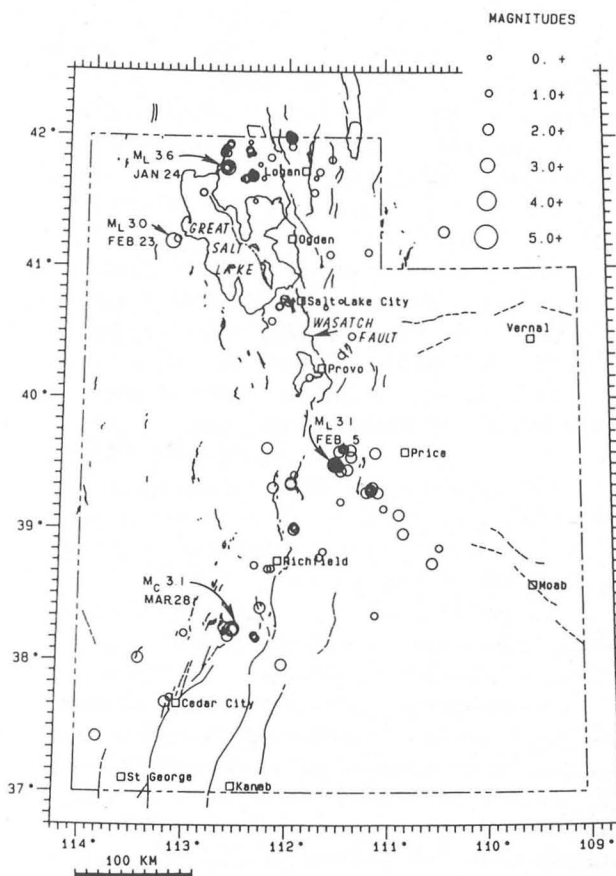 MAGNITUDES
0. +
1.0+
2.0+
3.0+
4.0+
5.0+
42°
41°
40°
39°
38°
37°
ML 3.6
JAN 24
Logan
ML 3.0
FEB 23
GREAT
SALT
LAKE
Ogden
Salt Lake City
WASATCH
FAULT
Vernal
Provo
ML 3.1
FEB. 5
Price
Richfield
Moab
MC 3.1
MAR 28
Cedar City
St George
Kanab
114°
113°
112°
111°
110°
109°
100 KM